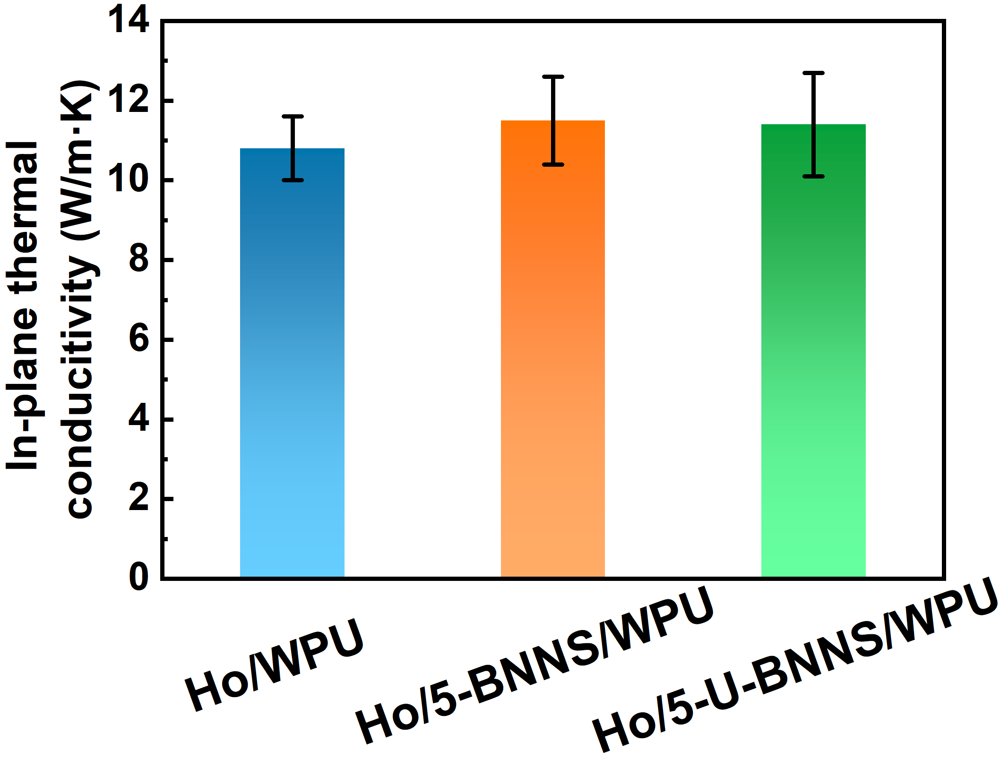 In-plane thermal
conducitivity (W/m·K)
14
12
10
8
6
4
2
0
Ho/WPU
Ho/5-BNNS/WPU
Ho/5-U-BNNS/WPU